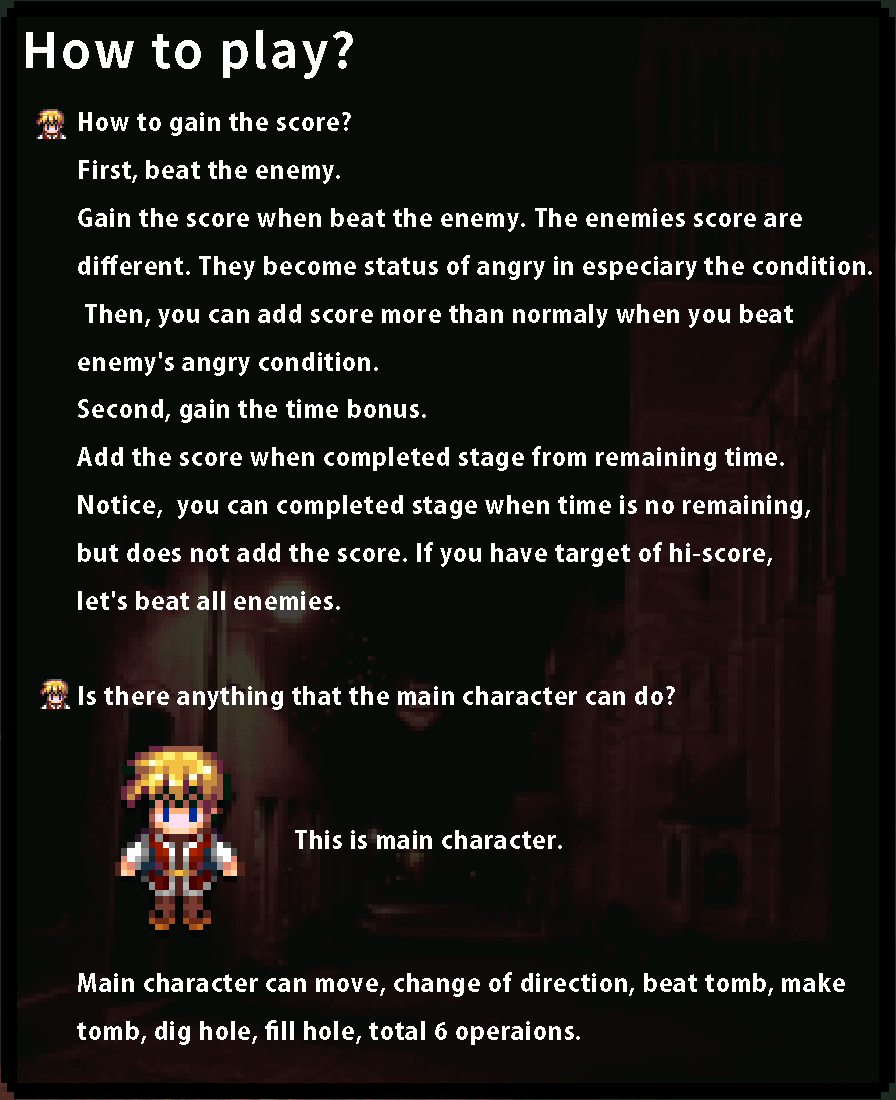 How to play?
How to gain the score?
First, beat the enemy.
Gain the score when beat the enemy. The enemies score are
different. They become status of angry in especiary the condition.
Then, you can add score more than normaly when you beat
enemy's angry condition.
Second, gain the time bonus.
Add the score when completed stage from remaining time.
Notice,  you can completed stage when time is no remaining,
but does not add the score. If you have target of hi-score,
let's beat all enemies.
Is there anything that the main character can do?
This is main character.
Main character can move, change of direction, beat tomb, make
tomb, dig hole, fill hole, total 6 operaions.